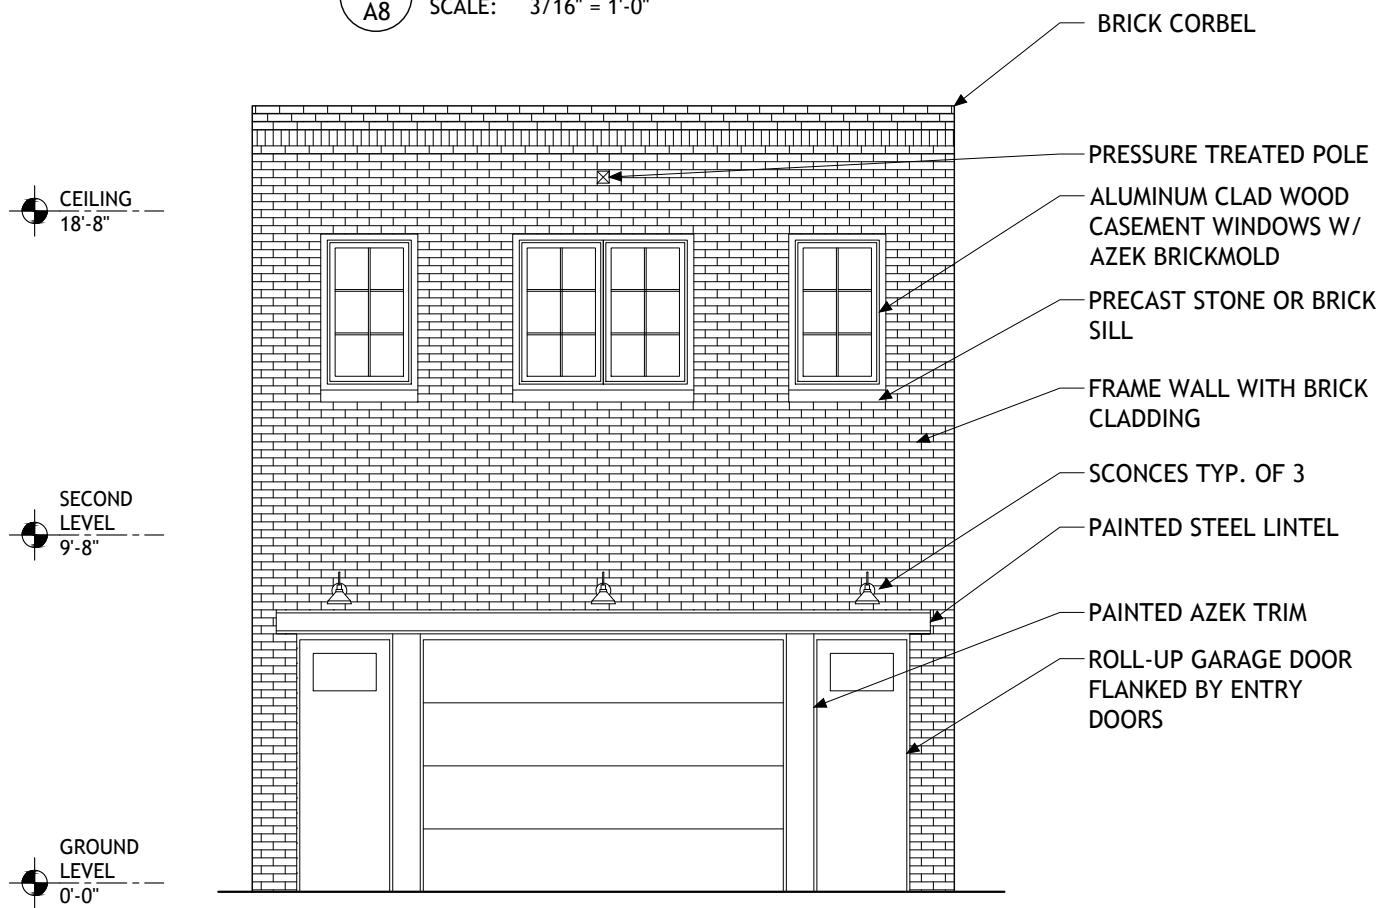 A8
SCALE: 3/16" = 1'-0"
BRICK CORBEL
PRESSURE TREATED POLE
ALUMINUM CLAD WOOD
CASEMENT WINDOWS W/
AZEK BRICKMOLD
PRECAST STONE OR BRICK
SILL
FRAME WALL WITH BRICK
CLADDING
SCONCES TYP. OF 3
PAINTED STEEL LINTEL
PAINTED AZEK TRIM
ROLL-UP GARAGE DOOR
FLANKED BY ENTRY
DOORS
CEILING
18'-8"
SECOND
LEVEL
9'-8"
GROUND
LEVEL
0'-0"